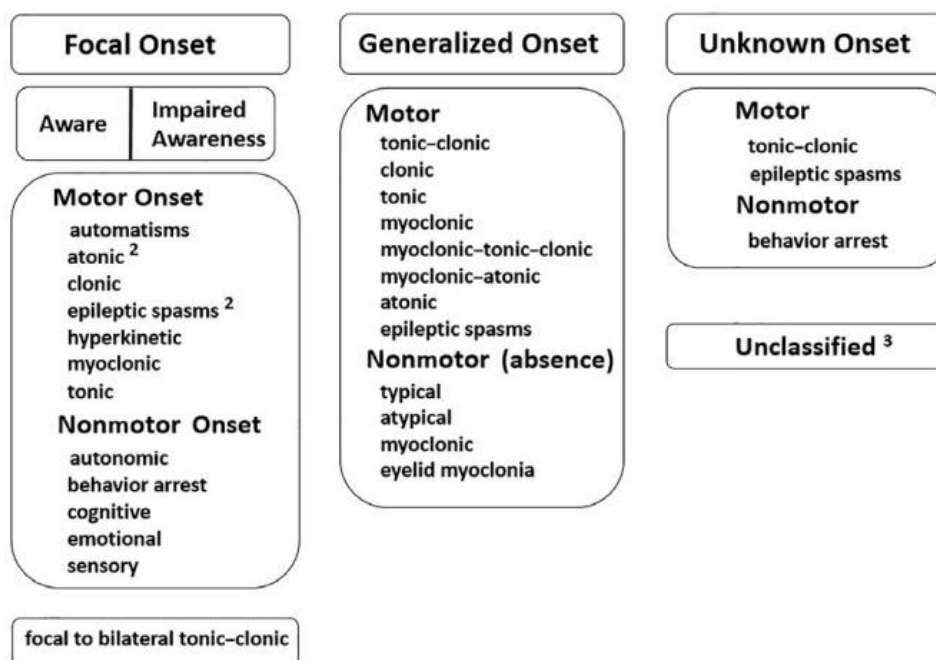 Focal Onset
Aware
Impaired
Awareness
Motor Onset
automatisms
atonic ²
clonic
epileptic spasms ²
hyperkinetic
myoclonic
tonic
Nonmotor Onset
autonomic
behavior arrest
cognitive
emotional
sensory
focal to bilateral tonic–clonic
Generalized Onset
Motor
tonic–clonic
clonic
tonic
myoclonic
myoclonic–tonic–clonic
myoclonic–atonic
atonic
epileptic spasms
Nonmotor (absence)
typical
atypical
myoclonic
eyelid myoclonia
Unknown Onset
Motor
tonic–clonic
epileptic spasms
Nonmotor
behavior arrest
Unclassified ³